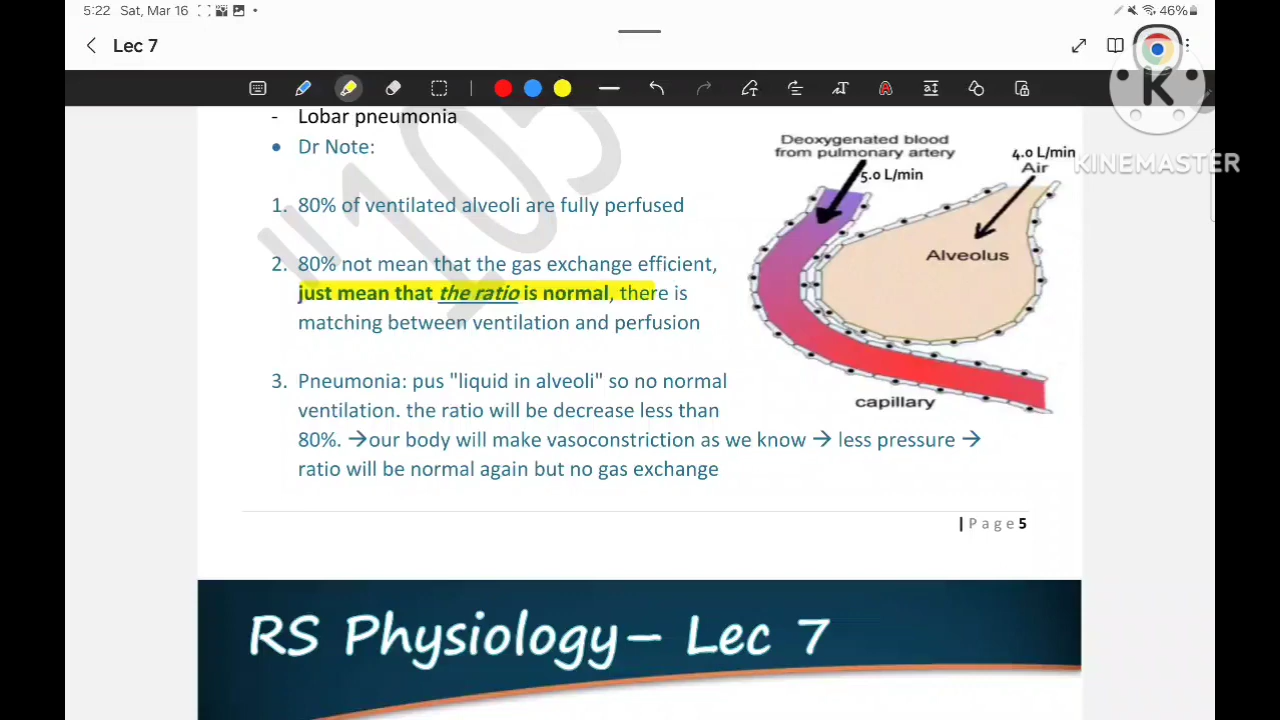 5:22 Sat, Mar 16
46%
Lec 7
K
KINEMASTER
"105
- Lobar pneumonia
• Dr Note:
1. 80% of ventilated alveoli are fully perfused
2. 80% not mean that the gas exchange efficient,
just mean that the ratio is normal, there is
matching between ventilation and perfusion
3. Pneumonia: pus "liquid in alveoli" so no normal
ventilation. the ratio will be decrease less than
80%. →our body will make vasoconstriction as we know → less pressure →
ratio will be normal again but no gas exchange
Deoxygenated blood
from pulmonary artery
5.0 L/min
4.0 L/min
Air
Alveolus
capillary
| Page 5
RS Physiology– Lec 7